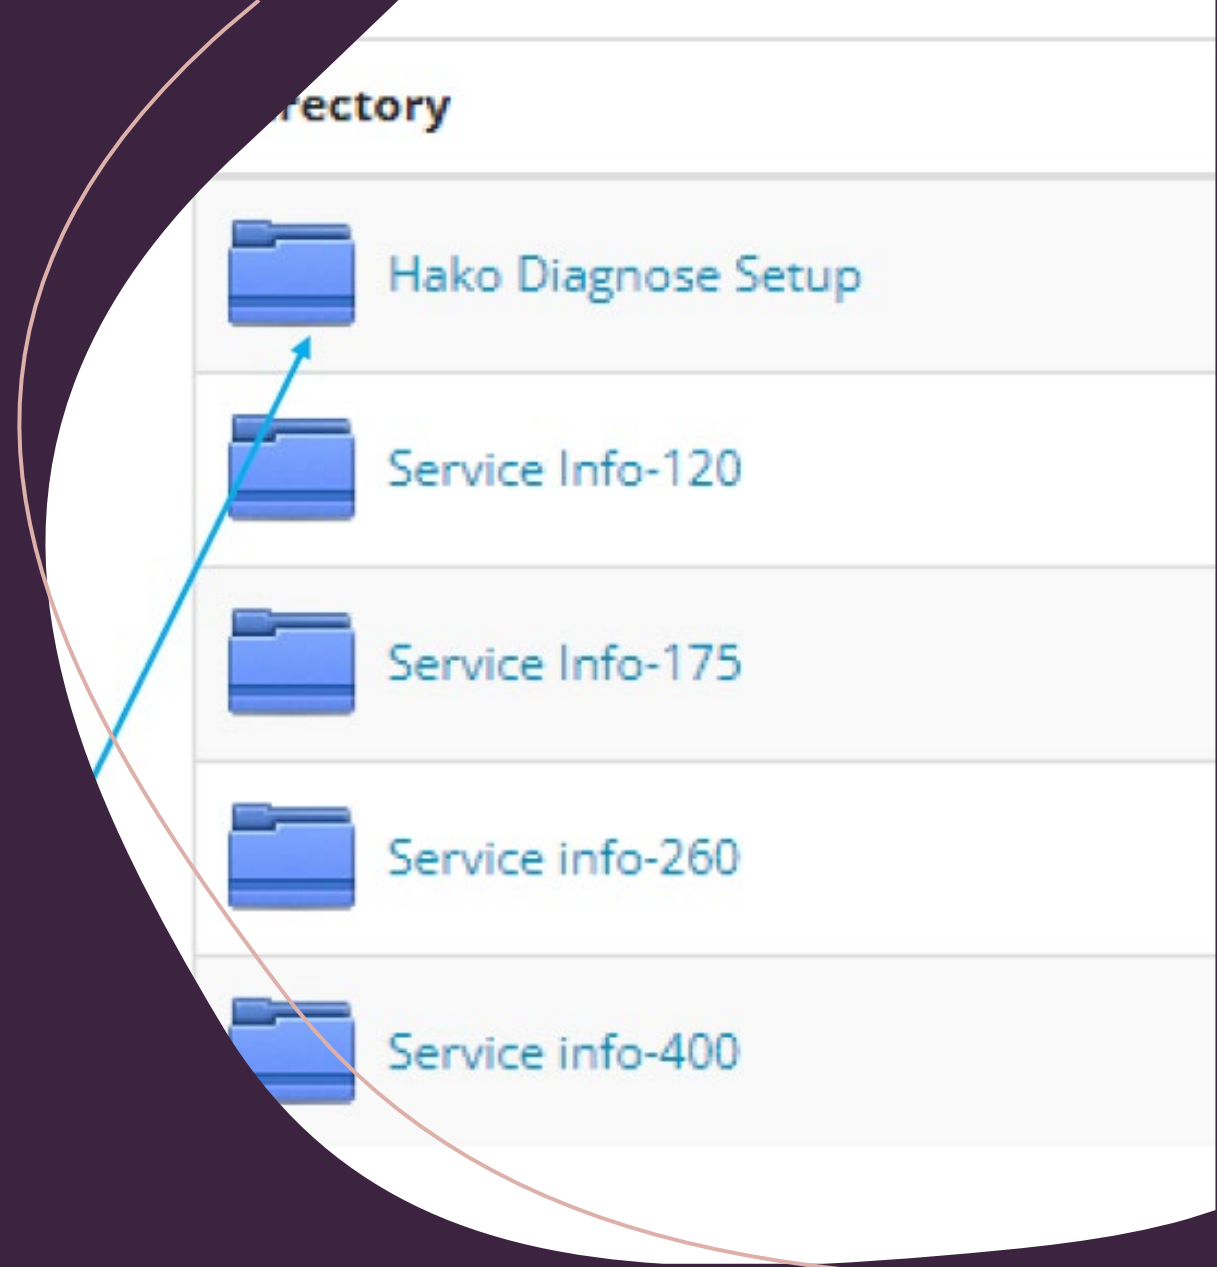 rectory
Hako Diagnose Setup
Service Info-120
Service Info-175
Service info-260
Service info-400